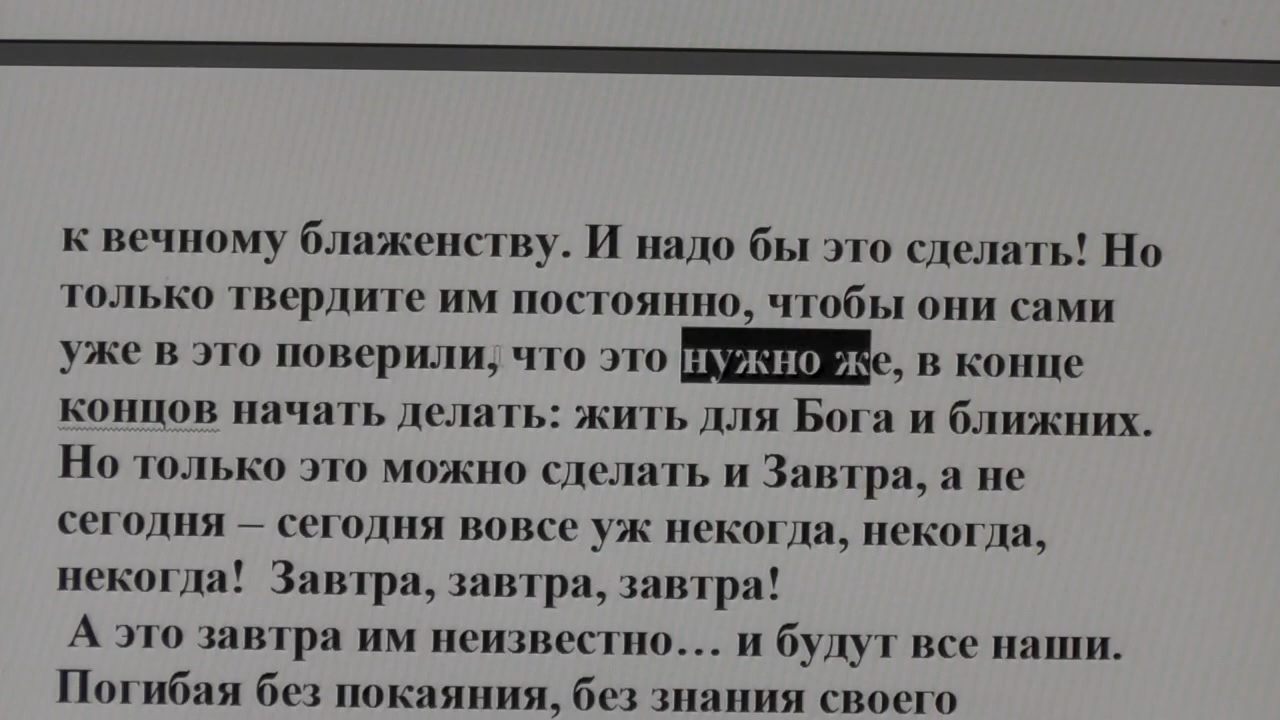 к вечному блаженству. И надо бы это сделать! Но
только твердите им постоянно, чтобы они сами
уже в это поверили, что это нужно же, в конце
концов начать делать: жить для Бога и ближних.
Но только это можно сделать и Завтра, а не
сегодня – сегодня вовсе уж некогда, некогда,
некогда!  Завтра, завтра, завтра!
А это завтра им неизвестно… и будут все наши.
Погибая без покаяния, без знания своего